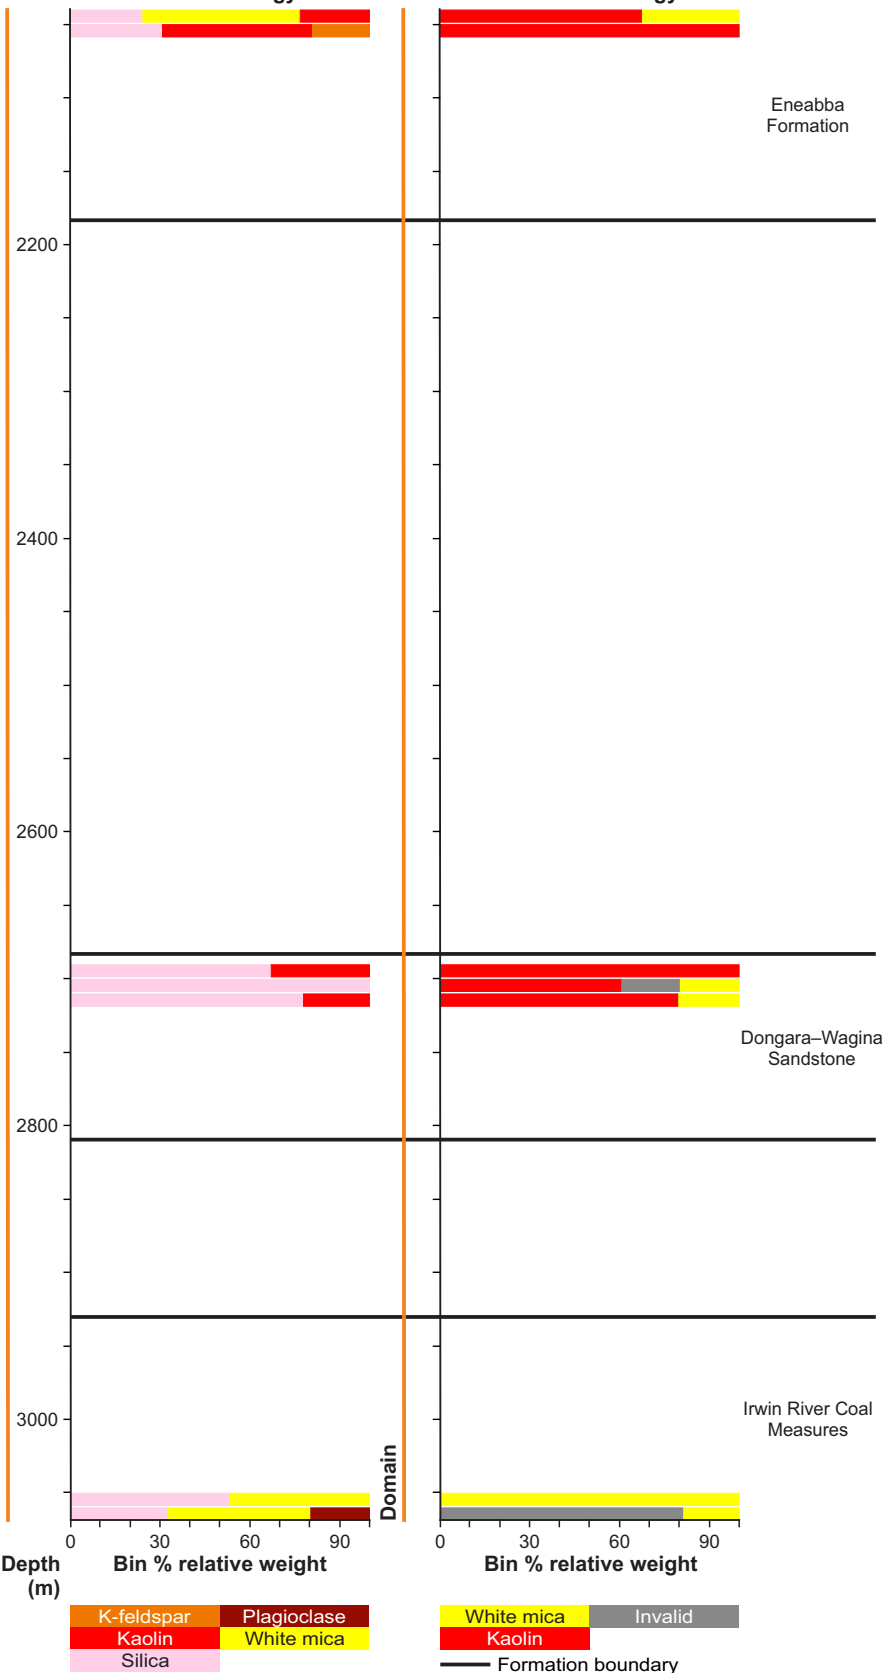 gy
gy
Eneabba
Formation
2200
2400
2600
Dongara–Wagina
Sandstone
2800
3000
Irwin River Coal
Measures
Domain
0 30 60 90
0 30 60 90
Depth
(m)
Bin % relative weight
Bin % relative weight
K-feldspar Plagioclase
Kaolin White mica
Silica
White mica Invalid
Kaolin
Formation boundary